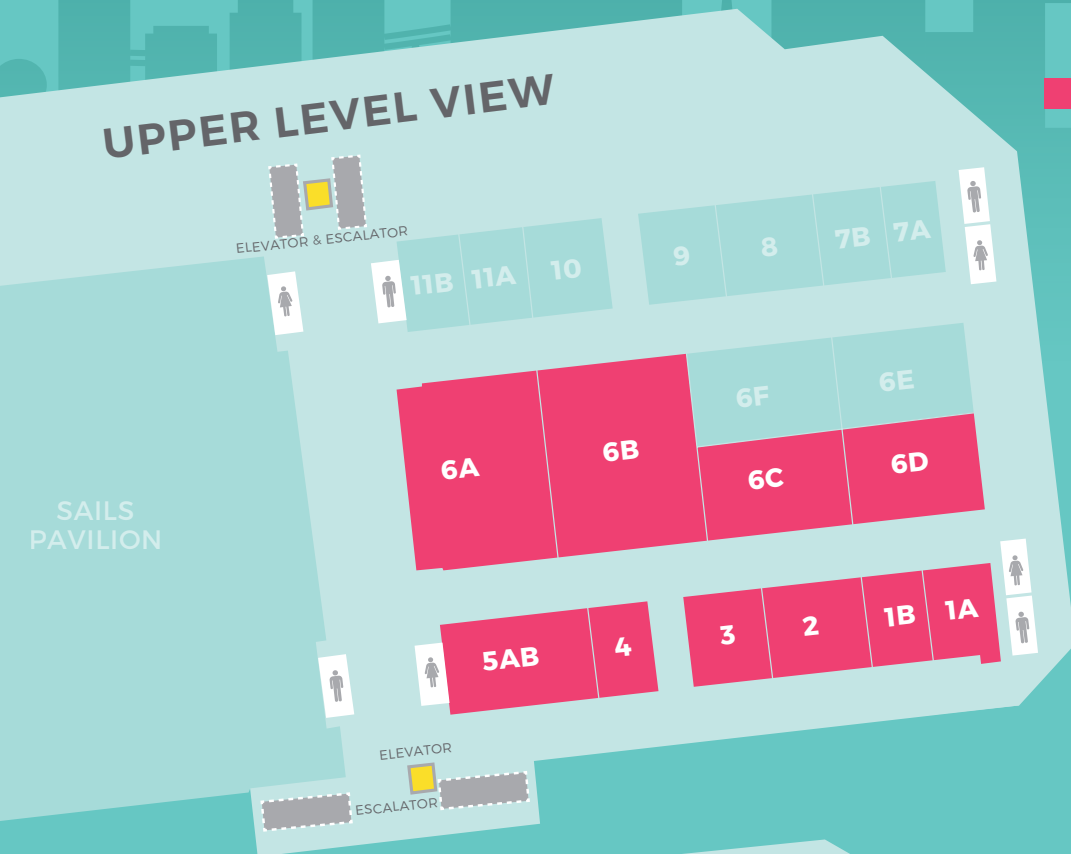 UPPER LEVEL VIEW
ELEVATOR & ESCALATOR
11B
11A
10
9
8
7B
7A
6A
6B
6F
6E
6C
6D
SAILS
PAVILION
5AB
4
3
2
1B
1A
ELEVATOR
ESCALATOR